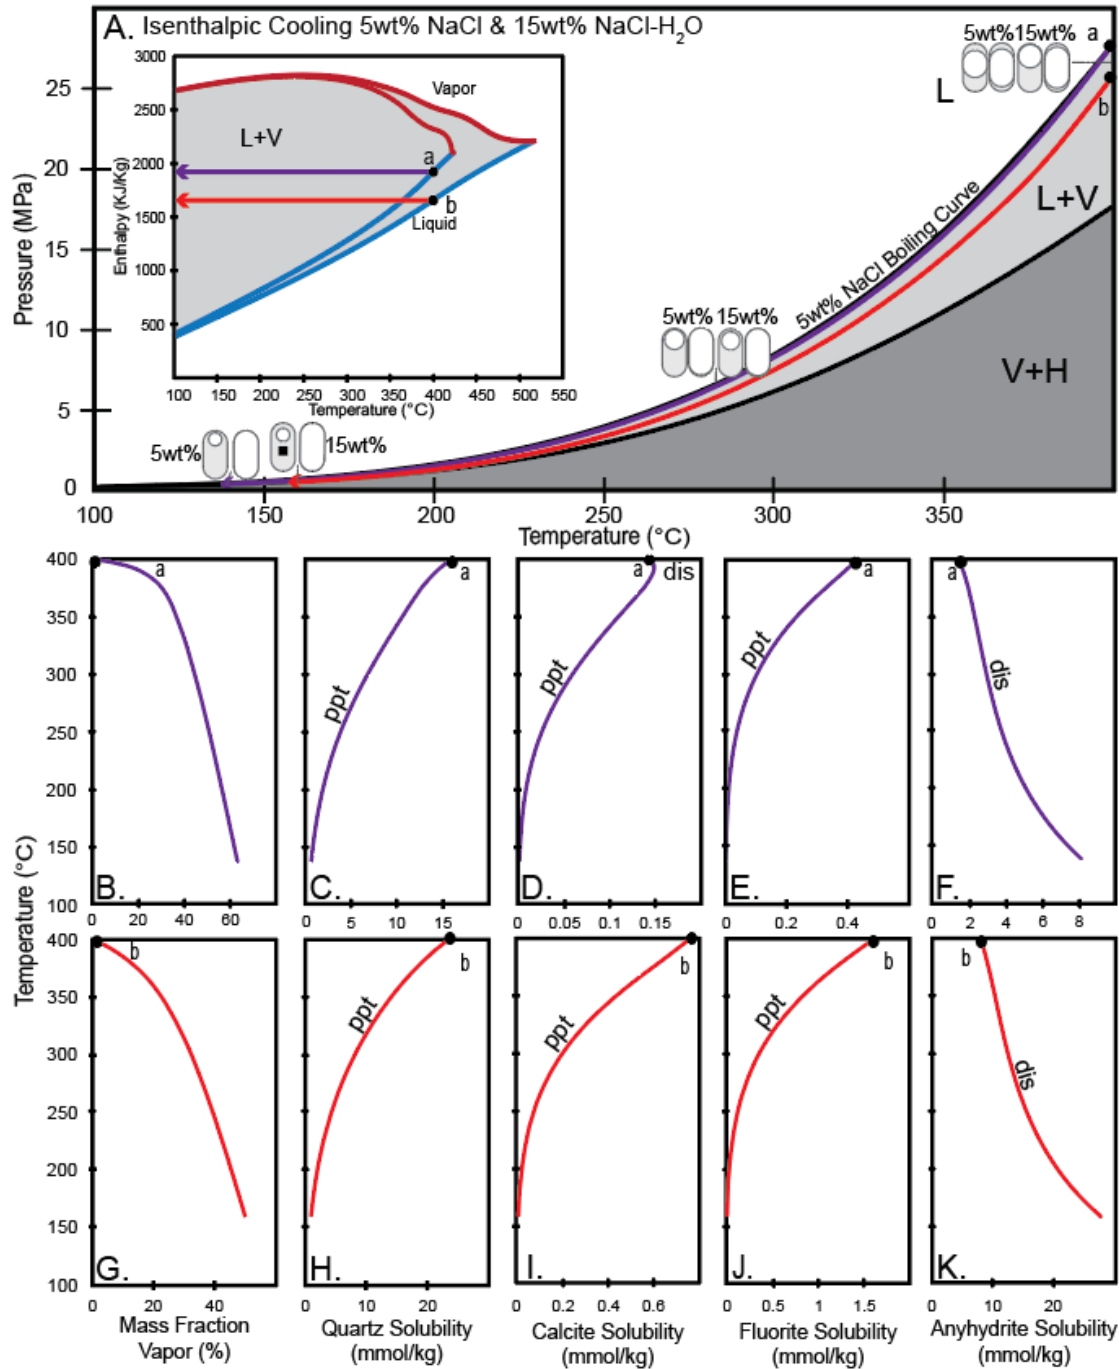 A. Isenthalpic Cooling 5wt% NaCl & 15wt% NaCl-H₂O
5wt% 15wt% a
b
L
L+V
V+H
5wt% NaCl Boiling Curve
5wt% 15wt%
5wt% 15wt%
Pressure (MPa)
25
20
15
10
5
0
100 150 200 250 300 350
Temperature (°C)
3000
2500
2000
1500
1000
500
Enthalpy (KJ/Kg)
L+V
Vapor
a
b
Liquid
100 150 200 250 300 350 400 450 500 550
Temperature (°C)
Temperature (°C)
400
350
300
250
200
150
100
a
B.
0 20 40 60
a
ppt
C.
0 5 10 15
a dis
ppt
D.
0 0.05 0.15
a
ppt
E.
0 0.2 0.4
a
dis
F.
0 2 4 6 8
400
350
400
250
200
150
100
b
G.
0 20 40
Mass Fraction
Vapor (%)
b
ppt
H.
0 10 20
Quartz Solubility
(mmol/kg)
b
ppt
I.
0 0.2 0.4 0.6
Calcite Solubility
(mmol/kg)
b
ppt
J.
0 0.5 1 1.5
Fluorite Solubility
(mmol/kg)
b
dis
K.
0 10 20
Anyhydrite Solubility
(mmol/kg)